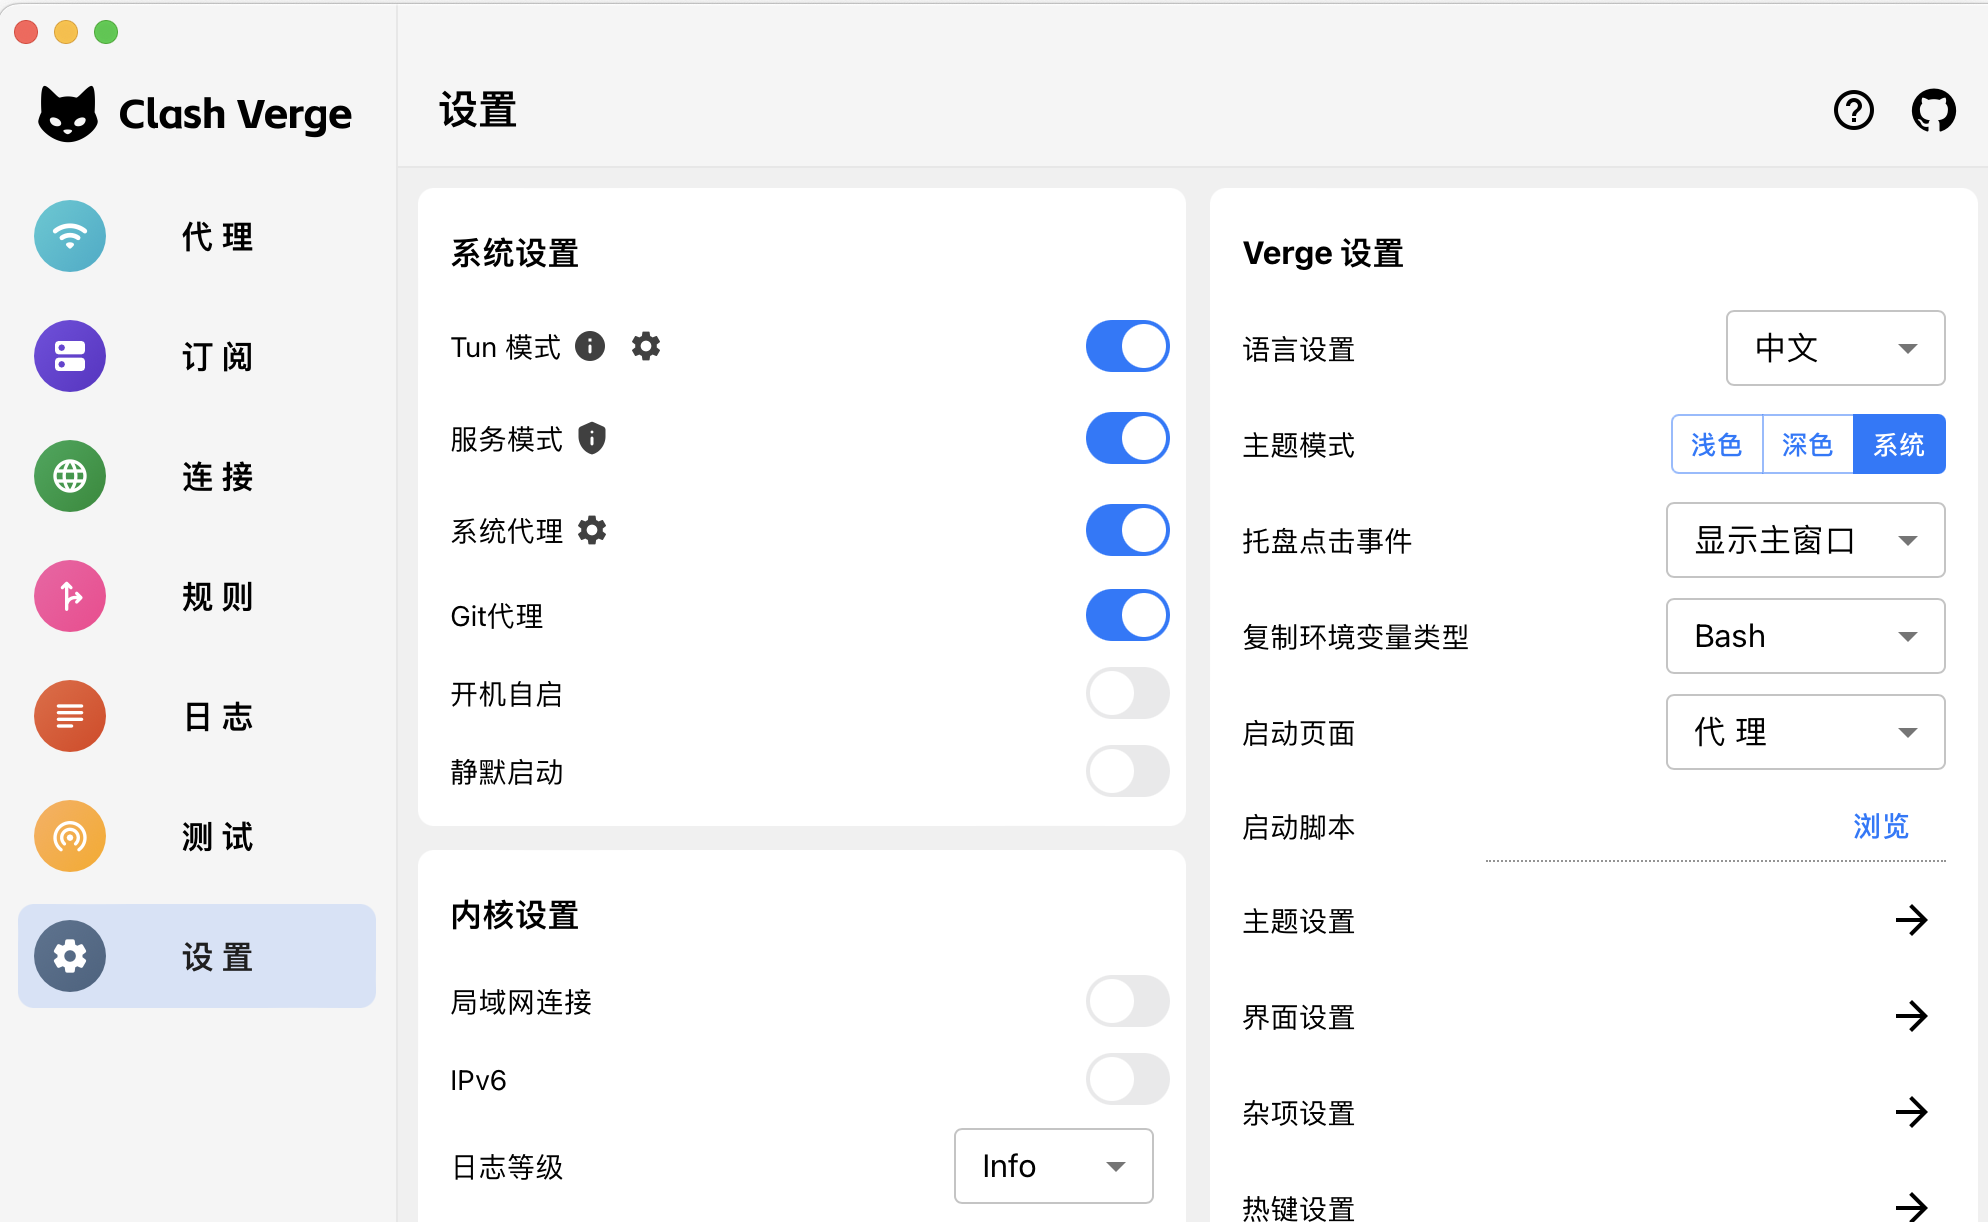 Clash Verge
代 理
订 阅
连 接
规 则
日 志
测 试
设 置
设置
系统设置
Tun 模式
服务模式
系统代理
Git代理
开机自启
静默启动
内核设置
局域网连接
IPv6
日志等级 Info
Verge 设置
语言设置 中文
主题模式 浅色 深色 系统
托盘点击事件 显示主窗口
复制环境变量类型 Bash
启动页面 代 理
启动脚本 浏览
主题设置
界面设置
杂项设置
热键设置